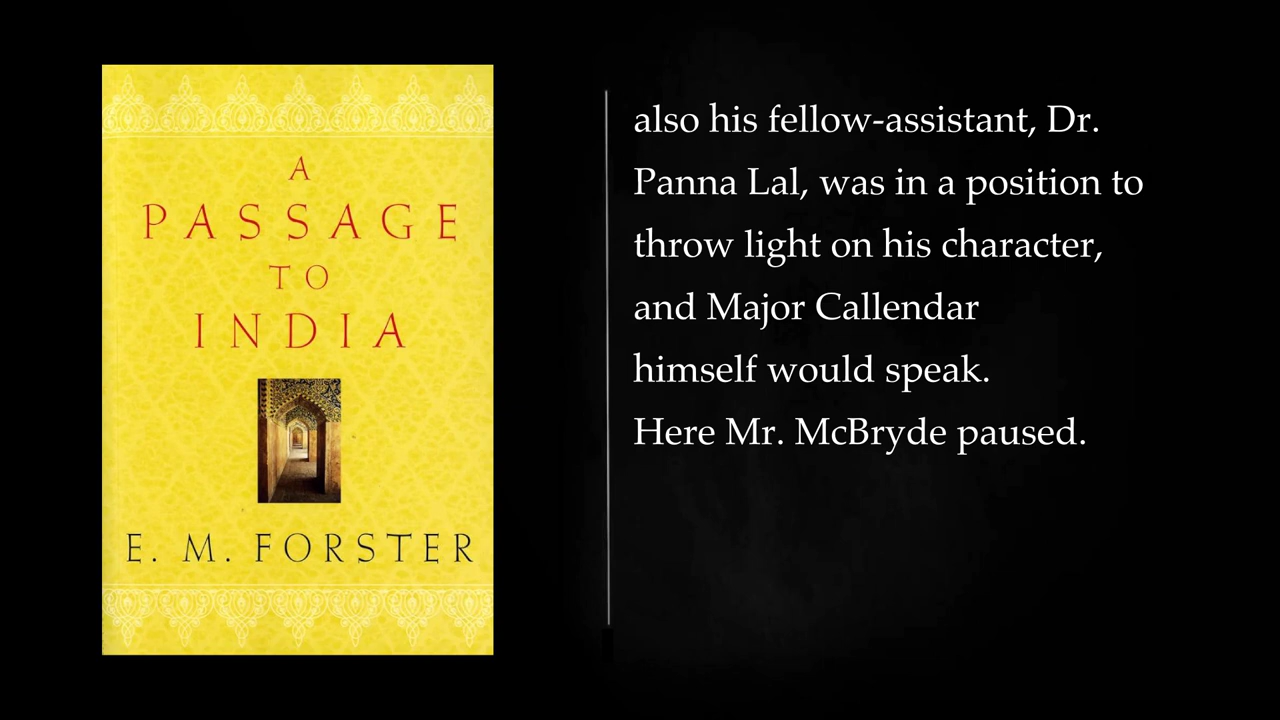 A
PASSAGE
TO
INDIA
E. M. FORSTER
also his fellow-assistant, Dr.
Panna Lal, was in a position to
throw light on his character,
and Major Callendar
himself would speak.
Here Mr. McBryde paused.